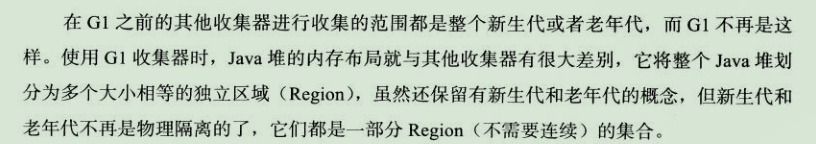 在 G1 之前的其他收集器进行收集的范围都是整个新生代或者老年代，而 G1 不再是这
样。使用 G1 收集器时，Java 堆的内存布局就与其他收集器有很大差别，它将整个 Java 堆划
分为多个大小相等的独立区域（Region），虽然还保留有新生代和老年代的概念，但新生代和
老年代不再是物理隔离的了，它们都是一部分 Region（不需要连续）的集合。